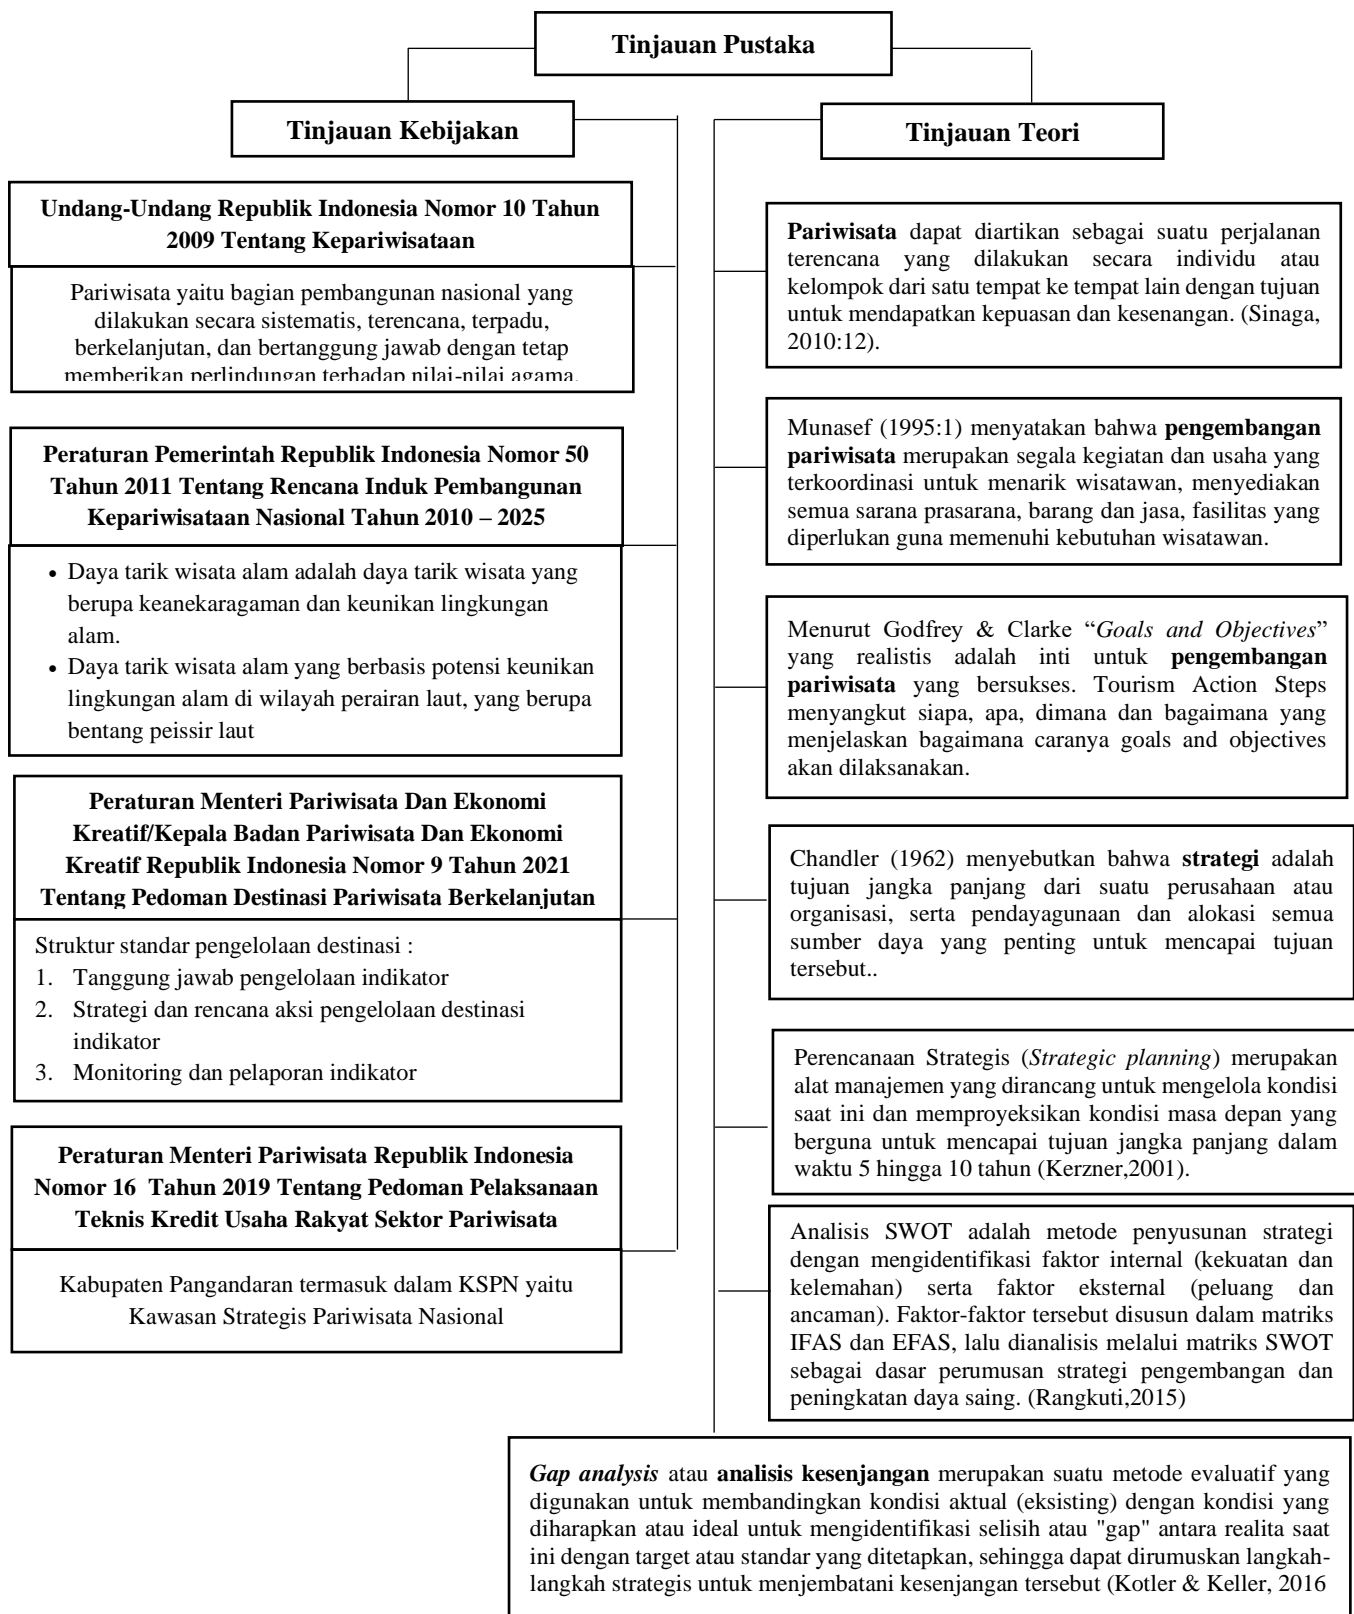 Tinjauan Pustaka
Tinjauan Kebijakan
Undang-Undang Republik Indonesia Nomor 10 Tahun
2009 Tentang Kepariwisataan
Pariwisata yaitu bagian pembangunan nasional yang
dilakukan secara sistematis, terencana, terpadu,
berkelanjutan, dan bertanggung jawab dengan tetap
memberikan perlindungan terhadap nilai-nilai agama,
Peraturan Pemerintah Republik Indonesia Nomor 50
Tahun 2011 Tentang Rencana Induk Pembangunan
Kepariwisataan Nasional Tahun 2010 – 2025
• Daya tarik wisata alam adalah daya tarik wisata yang
berupa keanekaragaman dan keunikan lingkungan
alam.
• Daya tarik wisata alam yang berbasis potensi keunikan
lingkungan alam di wilayah perairan laut, yang berupa
bentang peissir laut
Peraturan Menteri Pariwisata Dan Ekonomi
Kreatif/Kepala Badan Pariwisata Dan Ekonomi
Kreatif Republik Indonesia Nomor 9 Tahun 2021
Tentang Pedoman Destinasi Pariwisata Berkelanjutan
Struktur standar pengelolaan destinasi :
1. Tanggung jawab pengelolaan indikator
2. Strategi dan rencana aksi pengelolaan destinasi
indikator
3. Monitoring dan pelaporan indikator
Peraturan Menteri Pariwisata Republik Indonesia
Nomor 16 Tahun 2019 Tentang Pedoman Pelaksanaan
Teknis Kredit Usaha Rakyat Sektor Pariwisata
Kabupaten Pangandaran termasuk dalam KSPN yaitu
Kawasan Strategis Pariwisata Nasional
Tinjauan Teori
Pariwisata dapat diartikan sebagai suatu perjalanan
terencana yang dilakukan secara individu atau
kelompok dari satu tempat ke tempat lain dengan tujuan
untuk mendapatkan kepuasan dan kesenangan. (Sinaga,
2010:12).
Munasef (1995:1) menyatakan bahwa pengembangan
pariwisata merupakan segala kegiatan dan usaha yang
terkoordinasi untuk menarik wisatawan, menyediakan
semua sarana prasarana, barang dan jasa, fasilitas yang
diperlukan guna memenuhi kebutuhan wisatawan.
Menurut Godfrey & Clarke “Goals and Objectives”
yang realistis adalah inti untuk pengembangan
pariwisata yang bersukses. Tourism Action Steps
menyangkut siapa, apa, dimana dan bagaimana yang
menjelaskan bagaimana caranya goals and objectives
akan dilaksanakan.
Chandler (1962) menyebutkan bahwa strategi adalah
tujuan jangka panjang dari suatu perusahaan atau
organisasi, serta pendayagunaan dan alokasi semua
sumber daya yang penting untuk mencapai tujuan
tersebut..
Perencanaan Strategis (Strategic planning) merupakan
alat manajemen yang dirancang untuk mengelola kondisi
saat ini dan memproyeksikan kondisi masa depan yang
berguna untuk mencapai tujuan jangka panjang dalam
waktu 5 hingga 10 tahun (Kerzner,2001).
Analisis SWOT adalah metode penyusunan strategi
dengan mengidentifikasi faktor internal (kekuatan dan
kelemahan) serta faktor eksternal (peluang dan
ancaman). Faktor-faktor tersebut disusun dalam matriks
IFAS dan EFAS, lalu dianalisis melalui matriks SWOT
sebagai dasar perumusan strategi pengembangan dan
peningkatan daya saing. (Rangkuti,2015)
Gap analysis atau analisis kesenjangan merupakan suatu metode evaluatif yang
digunakan untuk membandingkan kondisi aktual (eksisting) dengan kondisi yang
diharapkan atau ideal untuk mengidentifikasi selisih atau "gap" antara realita saat
ini dengan target atau standar yang ditetapkan, sehingga dapat dirumuskan langkah-
langkah strategis untuk menjembatani kesenjangan tersebut (Kotler & Keller, 2016